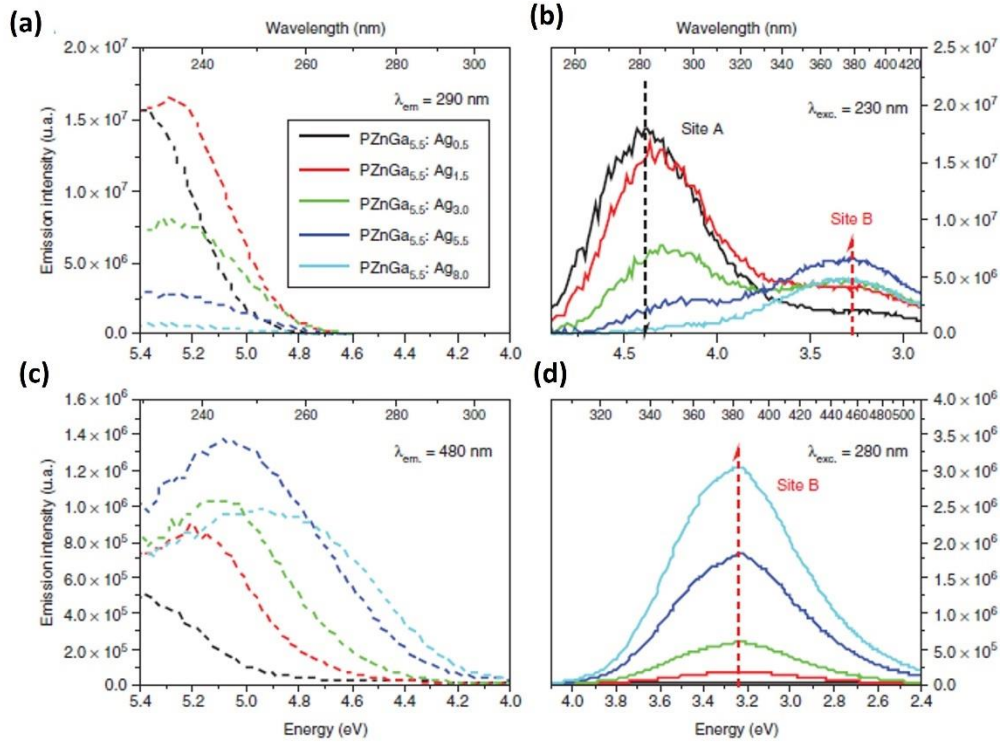 (a)
Wavelength (nm)
240 260 280 300
2.0 × 10⁷
1.5 × 10⁷
1.0 × 10⁷
5.0 × 10⁶
0.0
Emission intensity (u.a.)
λem = 290 nm
PZnGa5.5: Ag0.5
PZnGa5.5: Ag1.5
PZnGa5.5: Ag3.0
PZnGa5.5: Ag5.5
PZnGa5.5: Ag8.0
5.4 5.2 5.0 4.8 4.6 4.4 4.2 4.0
(b)
Wavelength (nm)
260 280 300 320 340 360 380 400 420
λexc. = 230 nm
Site A
Site B
2.5 × 10⁷
2.0 × 10⁷
1.5 × 10⁷
1.0 × 10⁷
5.0 × 10⁶
0.0
4.5 4.0 3.5 3.0
(c)
240 260 280 300
1.6 × 10⁶
1.4 × 10⁶
1.2 × 10⁶
1.0 × 10⁶
8.0 × 10⁵
6.0 × 10⁵
4.0 × 10⁵
2.0 × 10⁵
0.0
Emission intensity (u.a.)
λem. = 480 nm
5.4 5.2 5.0 4.8 4.6 4.4 4.2 4.0
Energy (eV)
(d)
320 340 360 380 400 420 440 460 480 500
λexc. = 280 nm
Site B
4.0 × 10⁶
3.5 × 10⁶
3.0 × 10⁶
2.5 × 10⁶
2.0 × 10⁶
1.5 × 10⁶
1.0 × 10⁶
5.0 × 10⁵
0.0
4.0 3.8 3.6 3.4 3.2 3.0 2.8 2.6 2.4
Energy (eV)